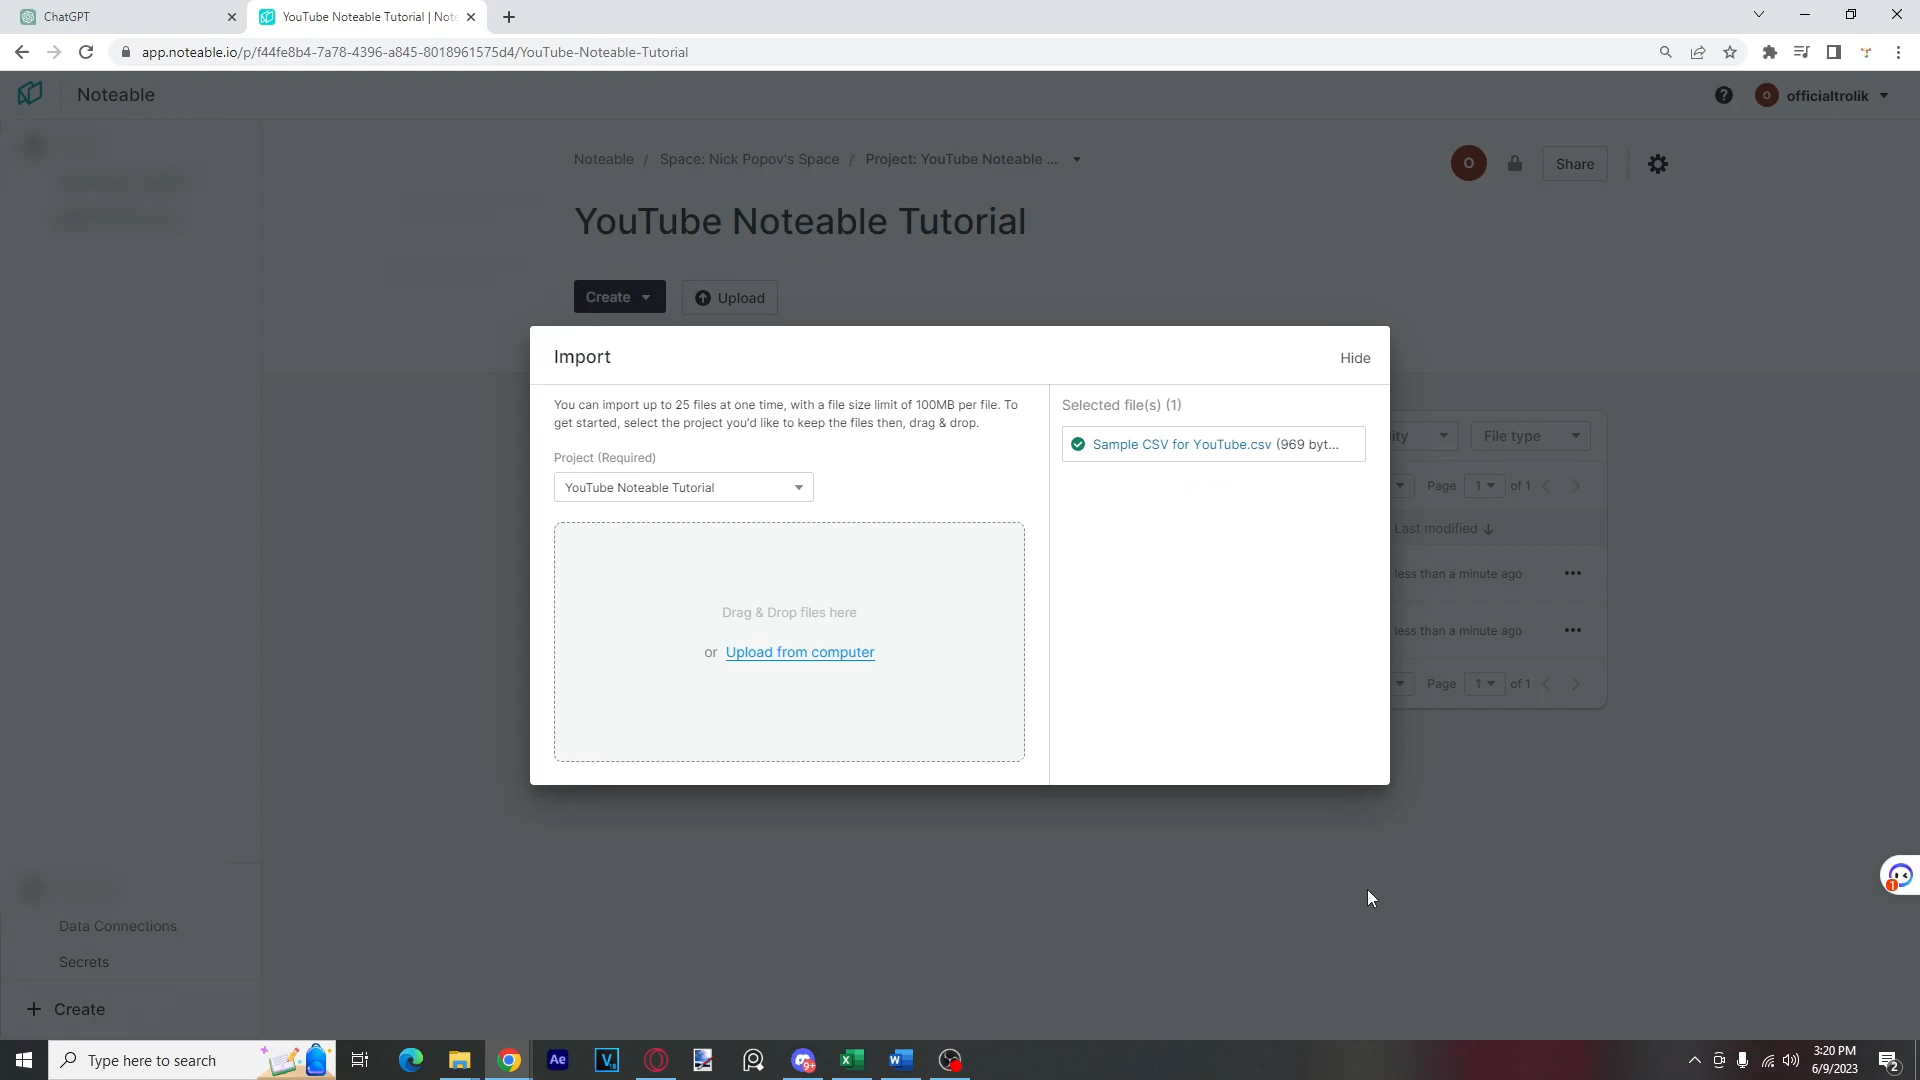 ChatGPT
YouTube Noteable Tutorial | Note
app.noteable.io/p/f44fe8b4-7a78-4396-a845-8018961575d4/YouTube-Noteable-Tutorial
Noteable
officialtrolik
Noteable / Space: Nick Popov's Space / Project: YouTube Noteable ...
O
Share
YouTube Noteable Tutorial
Create
Upload
Import
Hide
You can import up to 25 files at one time, with a file size limit of 100MB per file. To
get started, select the project you'd like to keep the files then, drag & drop.
Project (Required)
YouTube Noteable Tutorial
Drag & Drop files here
or Upload from computer
Selected file(s) (1)
Sample CSV for YouTube.csv (969 byt...
ity
File type
Page 1 of 1
Last modified
less than a minute ago
less than a minute ago
Page 1 of 1
Data Connections
Secrets
+ Create
1
Type here to search
Ae
V
9+
X
W
3:20 PM
6/9/2023
2